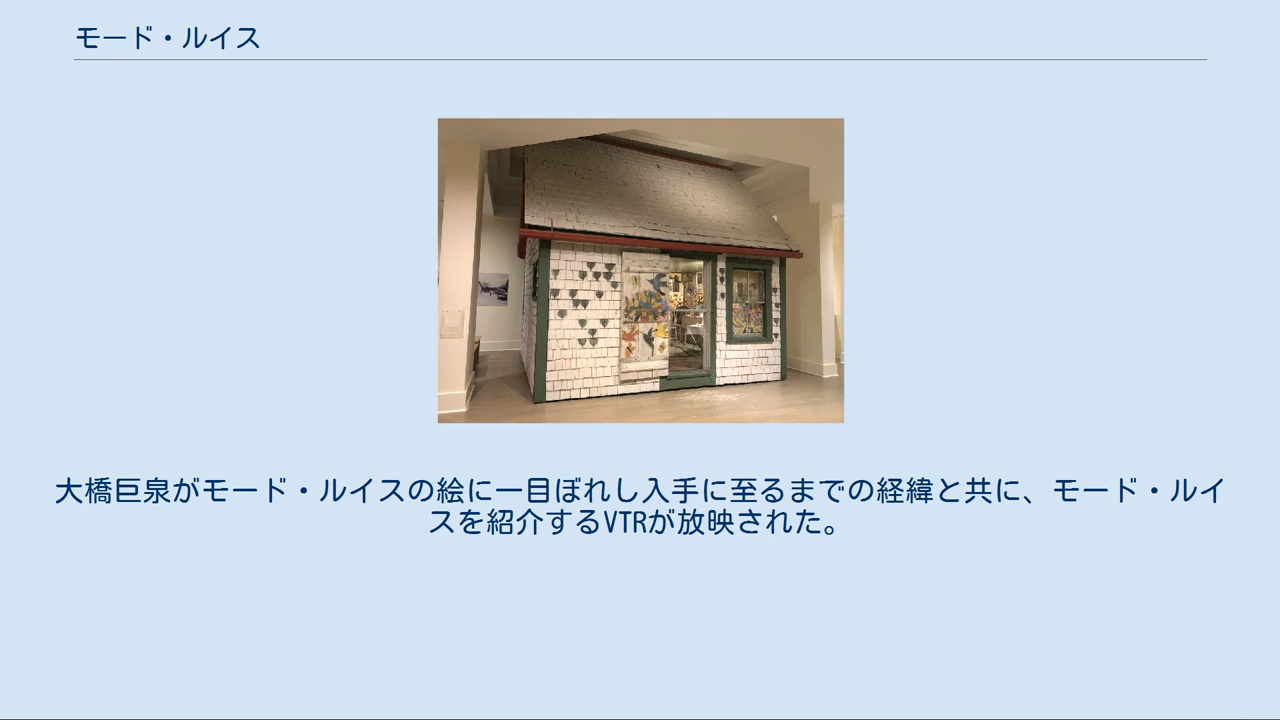 モード・ルイス
大橋巨泉がモード・ルイスの絵に一目ぼれし入手に至るまでの経緯と共に、モード・ルイ
スを紹介するVTRが放映された。